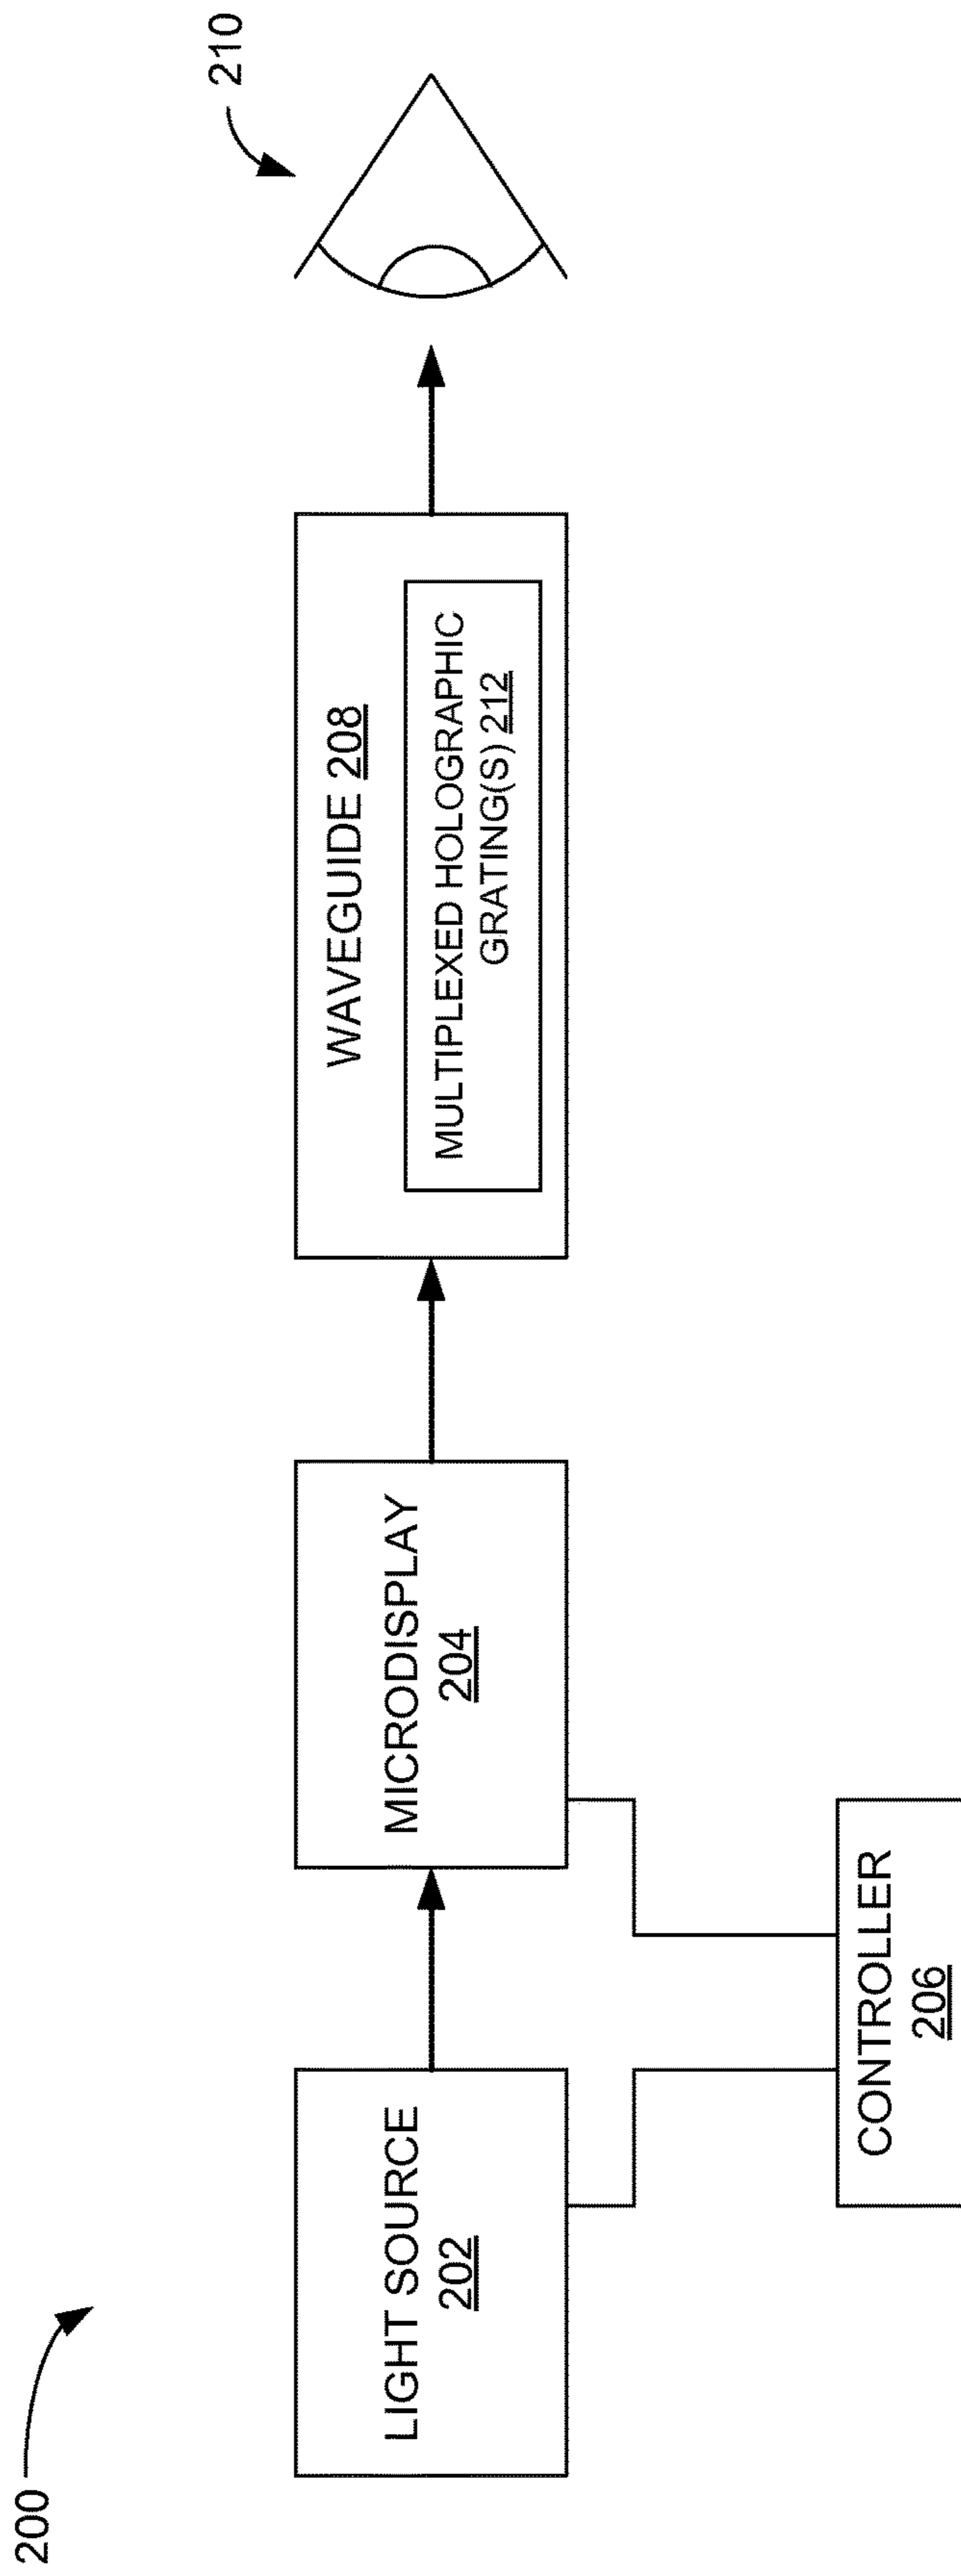 200
LIGHT SOURCE
202
MICRODISPLAY
204
CONTROLLER
206
WAVEGUIDE 208
MULTIPLEXED HOLOGRAPHIC
GRATING(S) 212
210